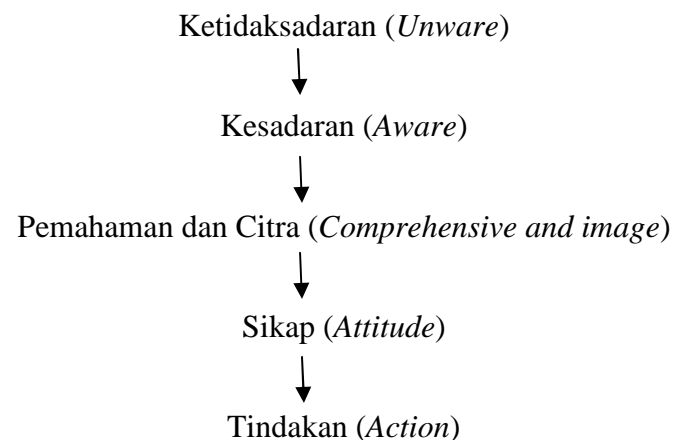 Ketidaksadaran (Unware)
Kesadaran (Aware)
Pemahaman dan Citra (Comprehensive and image)
Sikap (Attitude)
Tindakan (Action)